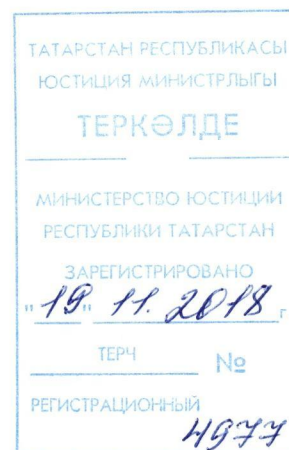 ТАТАРСТАН РЕСПУБЛИКАСЫ
ЮСТИЦИЯ МИНИСТРЛЫГЫ
ТЕРКӘЛДЕ
МИНИСТЕРСТВО ЮСТИЦИИ
РЕСПУБЛИКИ ТАТАРСТАН
ЗАРЕГИСТРИРОВАНО
"19" 11. 2018 г.
ТЕРЧ №
РЕГИСТРАЦИОННЫЙ
4977